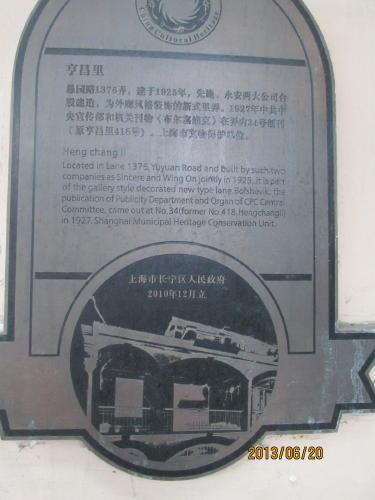 China Cultural Heritage
亨昌里
愚园路1376弄，建于1925年，先施、永安两大公司合
股建造，为外廊风格装饰的新式里弄。1927年中共中
央宣传部和机关刊物《布尔塞维克》在弄内34号创刊
（原亨昌里418号）。上海市文物保护单位。
Heng chang li
Located in Lane 1376, Yuyuan Road and built by such two
companies as Sincere and Wing On jointly in 1925, it is part
of the gallery style decorated new type lane. Bolshevik, the
publication of Publicity Department and Organ of CPC Central
Committee, come out at No.34(former No.418,Hengchangli)
in 1927. Shanghai Municipal Heritage Conservation Unit.
上海市长宁区人民政府
2010年12月立
2013/06/20